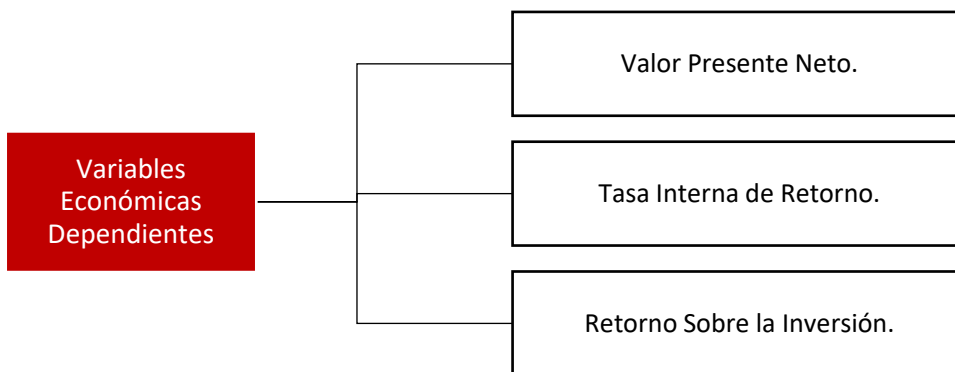 Variables
Económicas
Dependientes
Valor Presente Neto.
Tasa Interna de Retorno.
Retorno Sobre la Inversión.